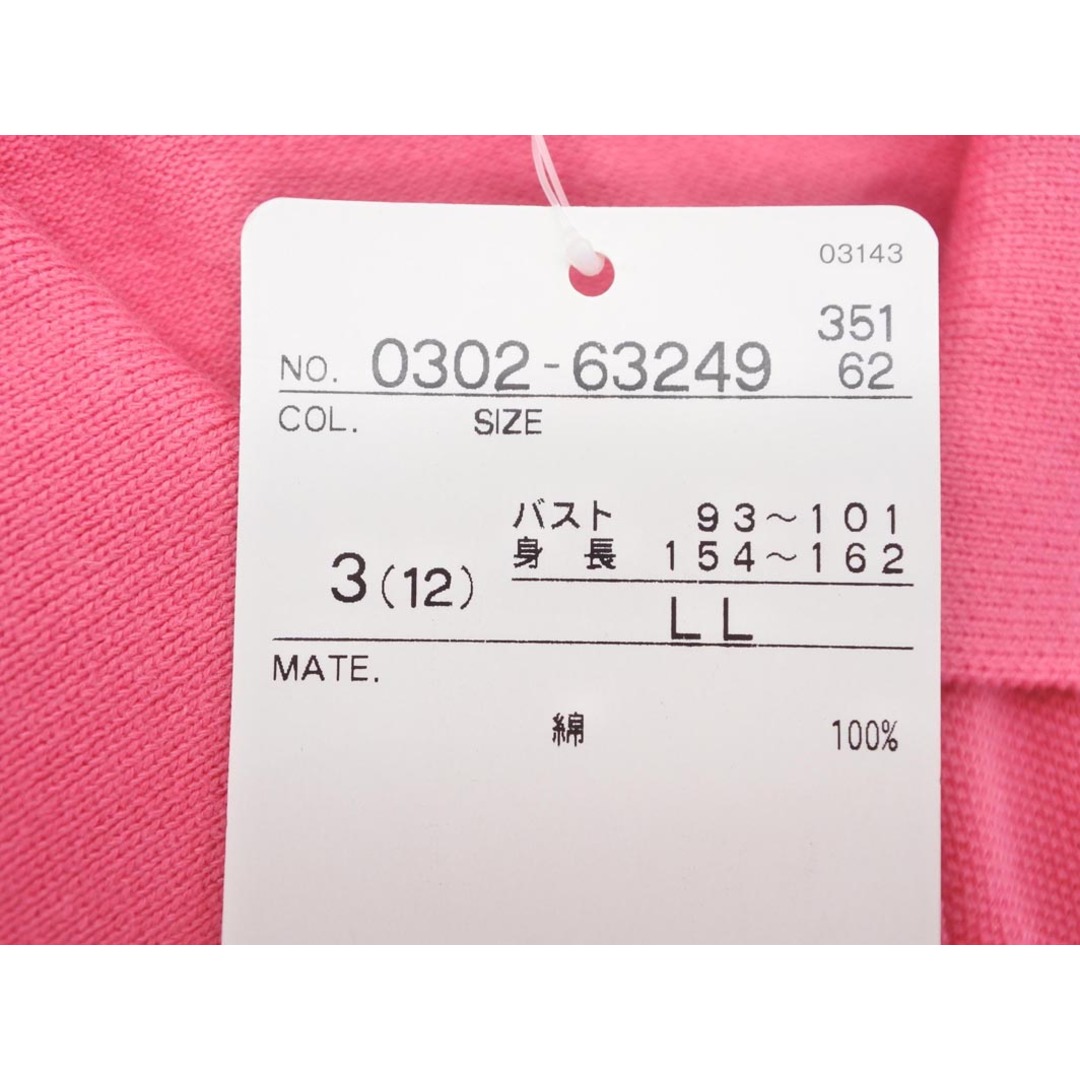 03143
351
NO. 0302-63249 62
COL. SIZE
バスト 93～101
身長 154～162
3(12)
LL
MATE.
綿 100%